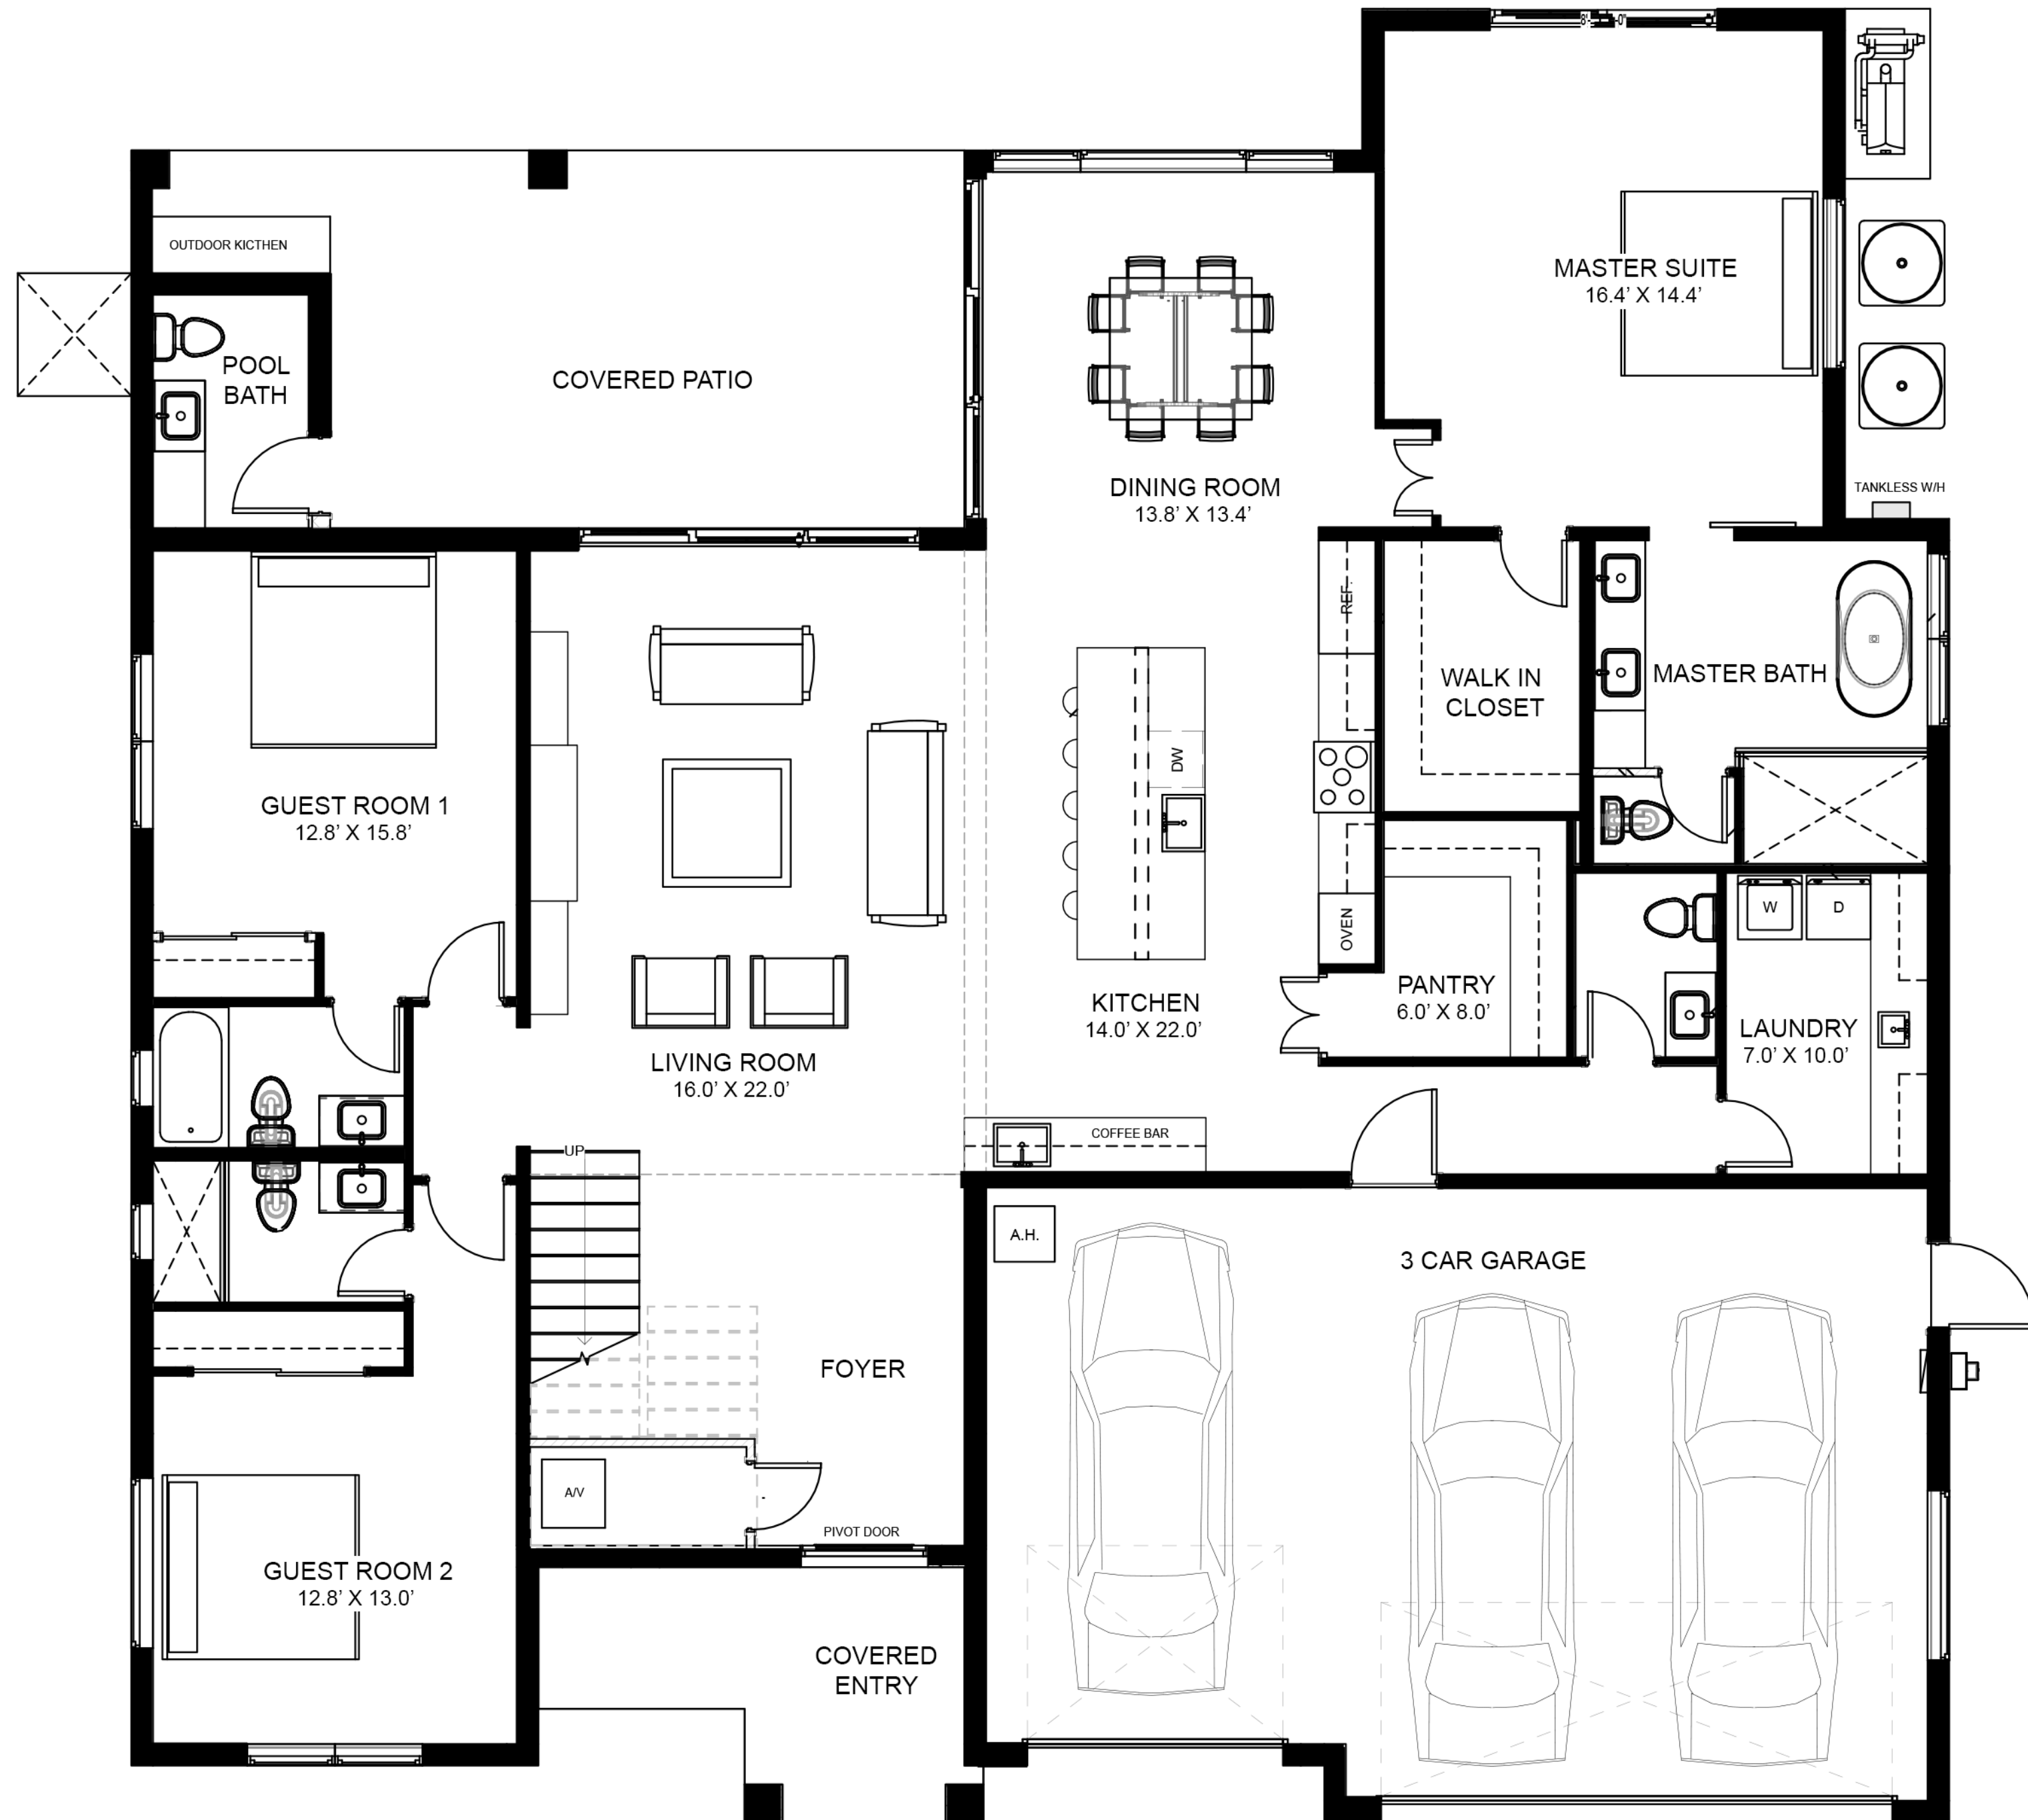 8'-0"
OUTDOOR KICTHEN
POOL
BATH
COVERED PATIO
MASTER SUITE
16.4' X 14.4'
DINING ROOM
13.8' X 13.4'
TANKLESS W/H
REF.
WALK IN
CLOSET
MASTER BATH
DW
GUEST ROOM 1
12.8' X 15.8'
OVEN
W
D
PANTRY
6.0' X 8.0'
KITCHEN
14.0' X 22.0'
LAUNDRY
7.0' X 10.0'
LIVING ROOM
16.0' X 22.0'
COFFEE BAR
UP
A.H.
3 CAR GARAGE
FOYER
A/V
PIVOT DOOR
GUEST ROOM 2
12.8' X 13.0'
COVERED
ENTRY